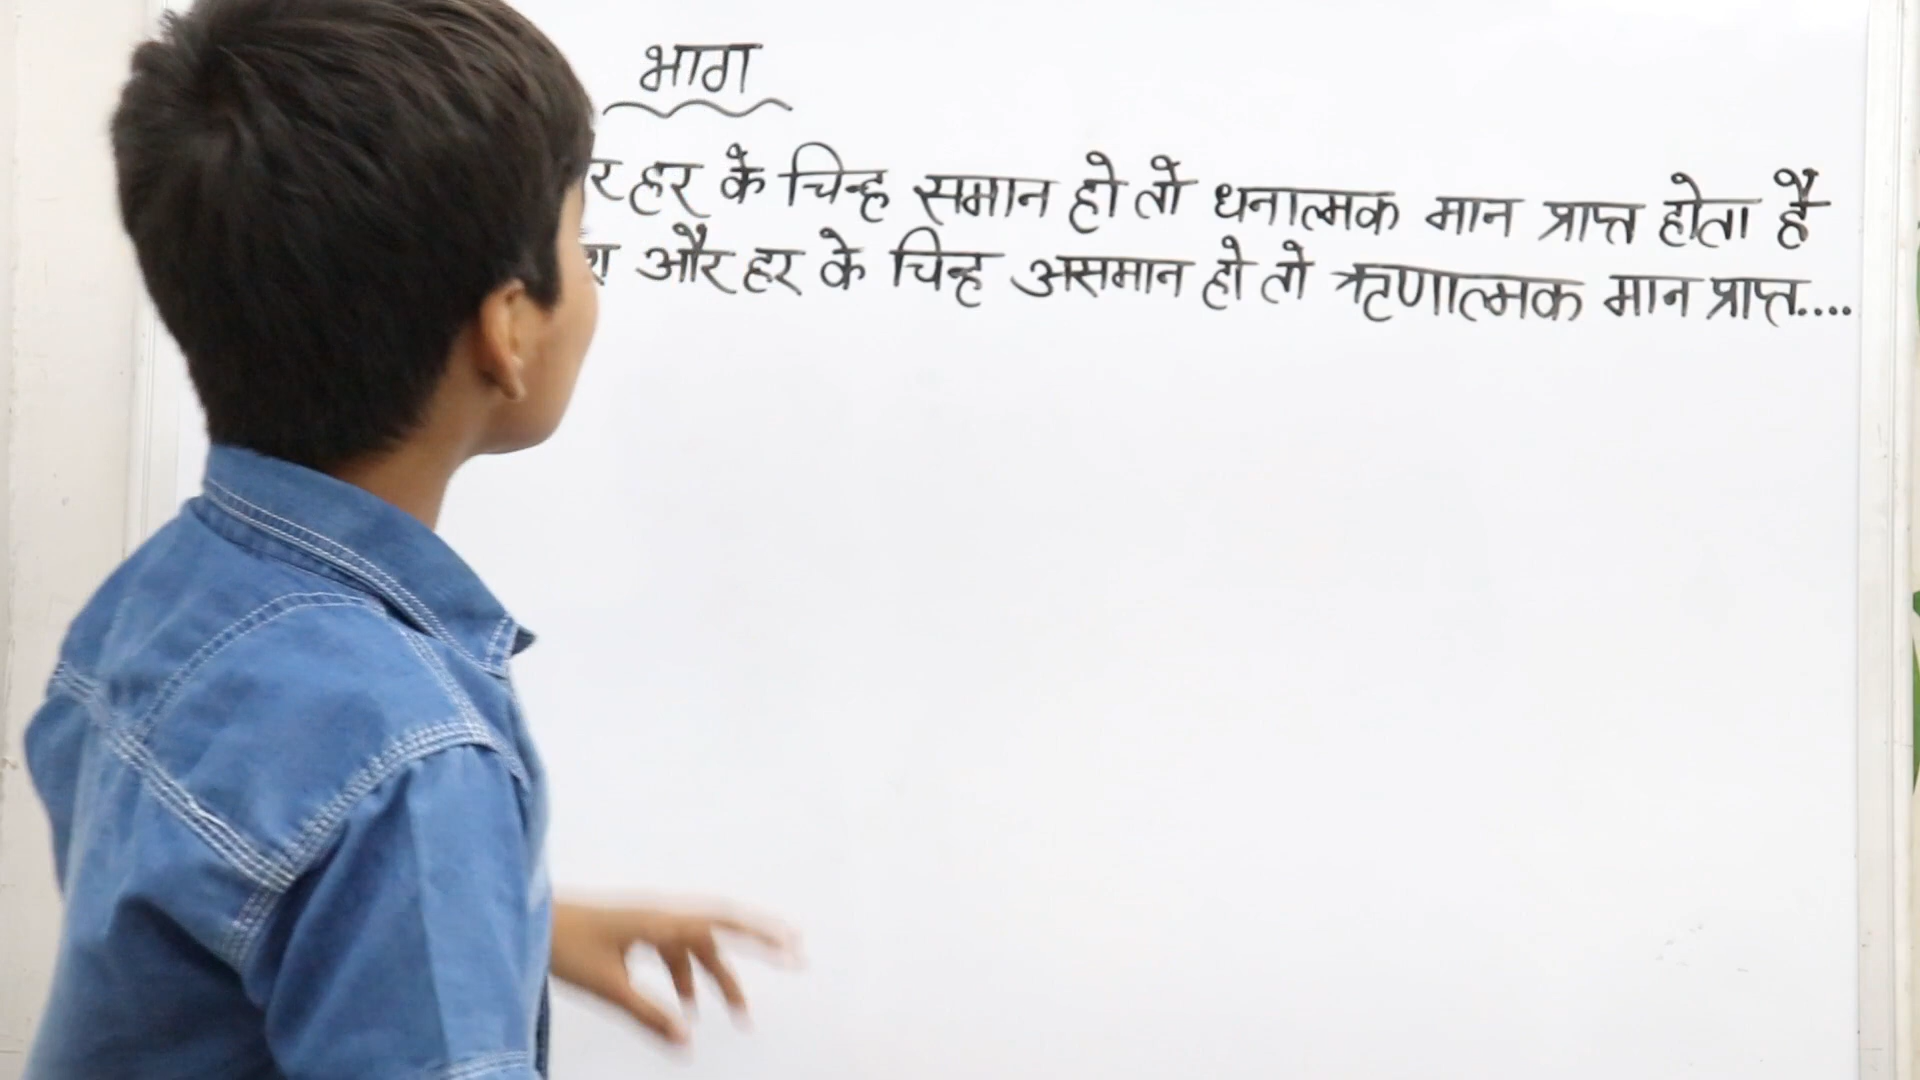 भाग
हर के चिन्ह समान हो तो धनात्मक मान प्राप्त होता है
और हर के चिन्ह असमान हो तो ऋणात्मक मान प्राप्त....